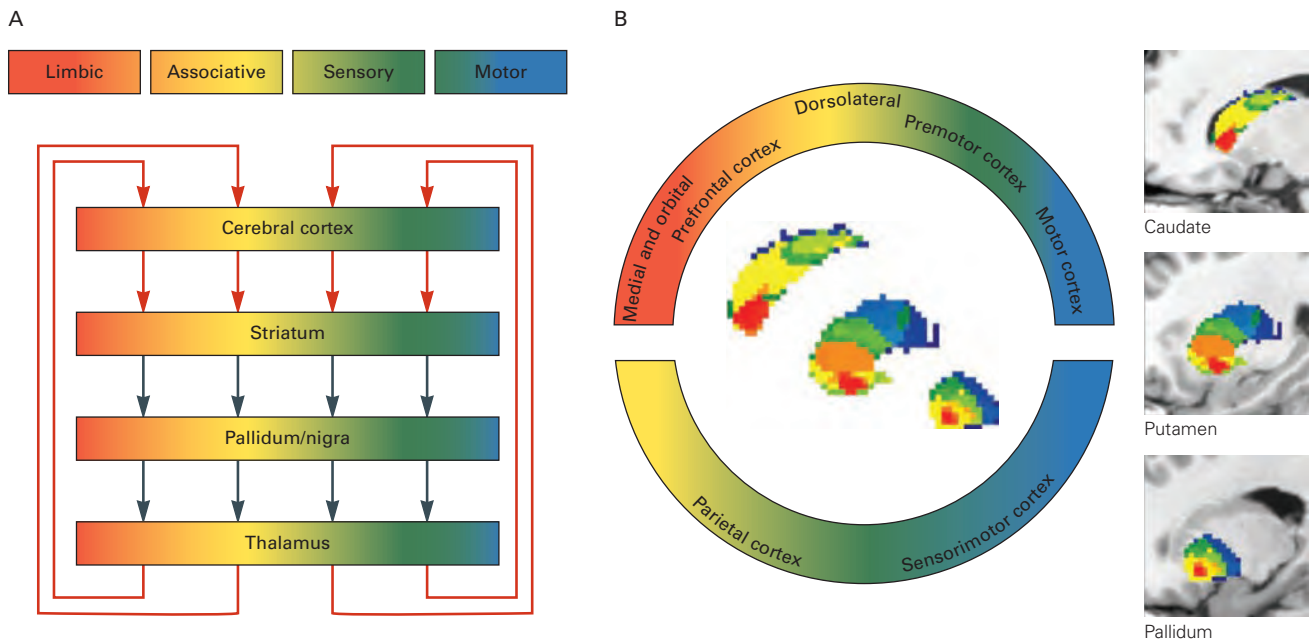 A
Limbic
Associative
Sensory
Motor
Cerebral cortex
Striatum
Pallidum/nigra
Thalamus
B
Medial and orbital
Prefrontal cortex
Dorsolateral
Premotor cortex
Motor cortex
Parietal cortex
Sensorimotor cortex
Caudate
Putamen
Pallidum